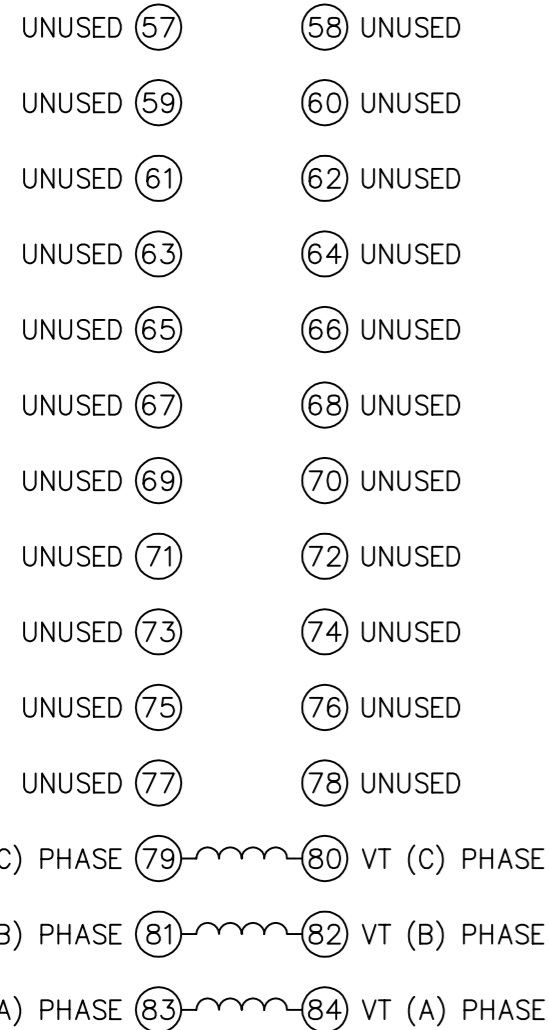 UNUSED 57 58 UNUSED
UNUSED 59 60 UNUSED
UNUSED 61 62 UNUSED
UNUSED 63 64 UNUSED
UNUSED 65 66 UNUSED
UNUSED 67 68 UNUSED
UNUSED 69 70 UNUSED
UNUSED 71 72 UNUSED
UNUSED 73 74 UNUSED
UNUSED 75 76 UNUSED
UNUSED 77 78 UNUSED
C) PHASE 79 80 VT (C) PHASE
B) PHASE 81 82 VT (B) PHASE
A) PHASE 83 84 VT (A) PHASE